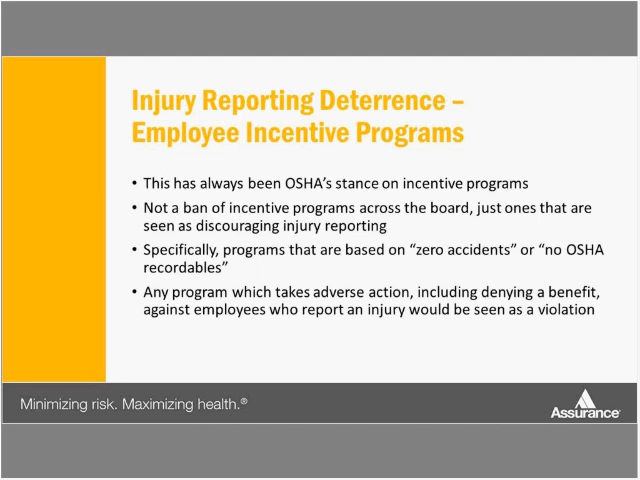 Injury Reporting Deterrence –
Employee Incentive Programs
• This has always been OSHA's stance on incentive programs
• Not a ban of incentive programs across the board, just ones that are
seen as discouraging injury reporting
• Specifically, programs that are based on “zero accidents” or “no OSHA
recordables”
• Any program which takes adverse action, including denying a benefit,
against employees who report an injury would be seen as a violation
Minimizing risk. Maximizing health.®
Assurance